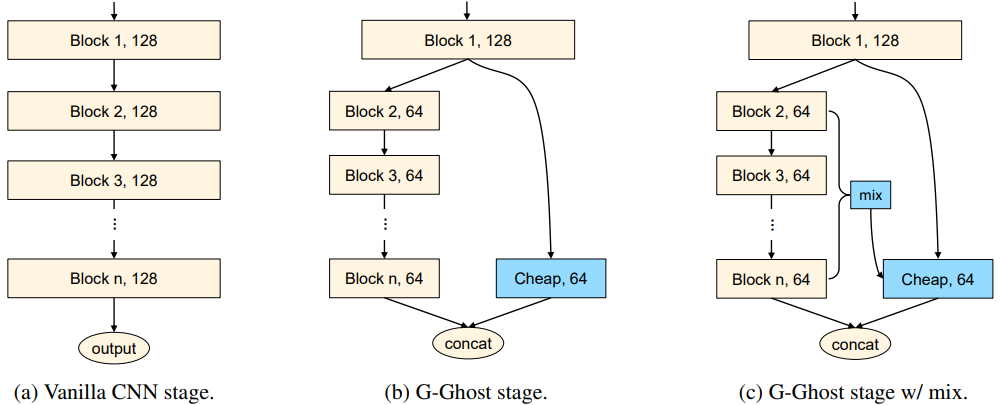 Block 1, 128
Block 2, 128
Block 3, 128
...
Block n, 128
output
(a) Vanilla CNN stage.
Block 1, 128
Block 2, 64
Block 3, 64
...
Block n, 64
Cheap, 64
concat
(b) G-Ghost stage.
Block 1, 128
Block 2, 64
Block 3, 64
mix
...
Block n, 64
Cheap, 64
concat
(c) G-Ghost stage w/ mix.